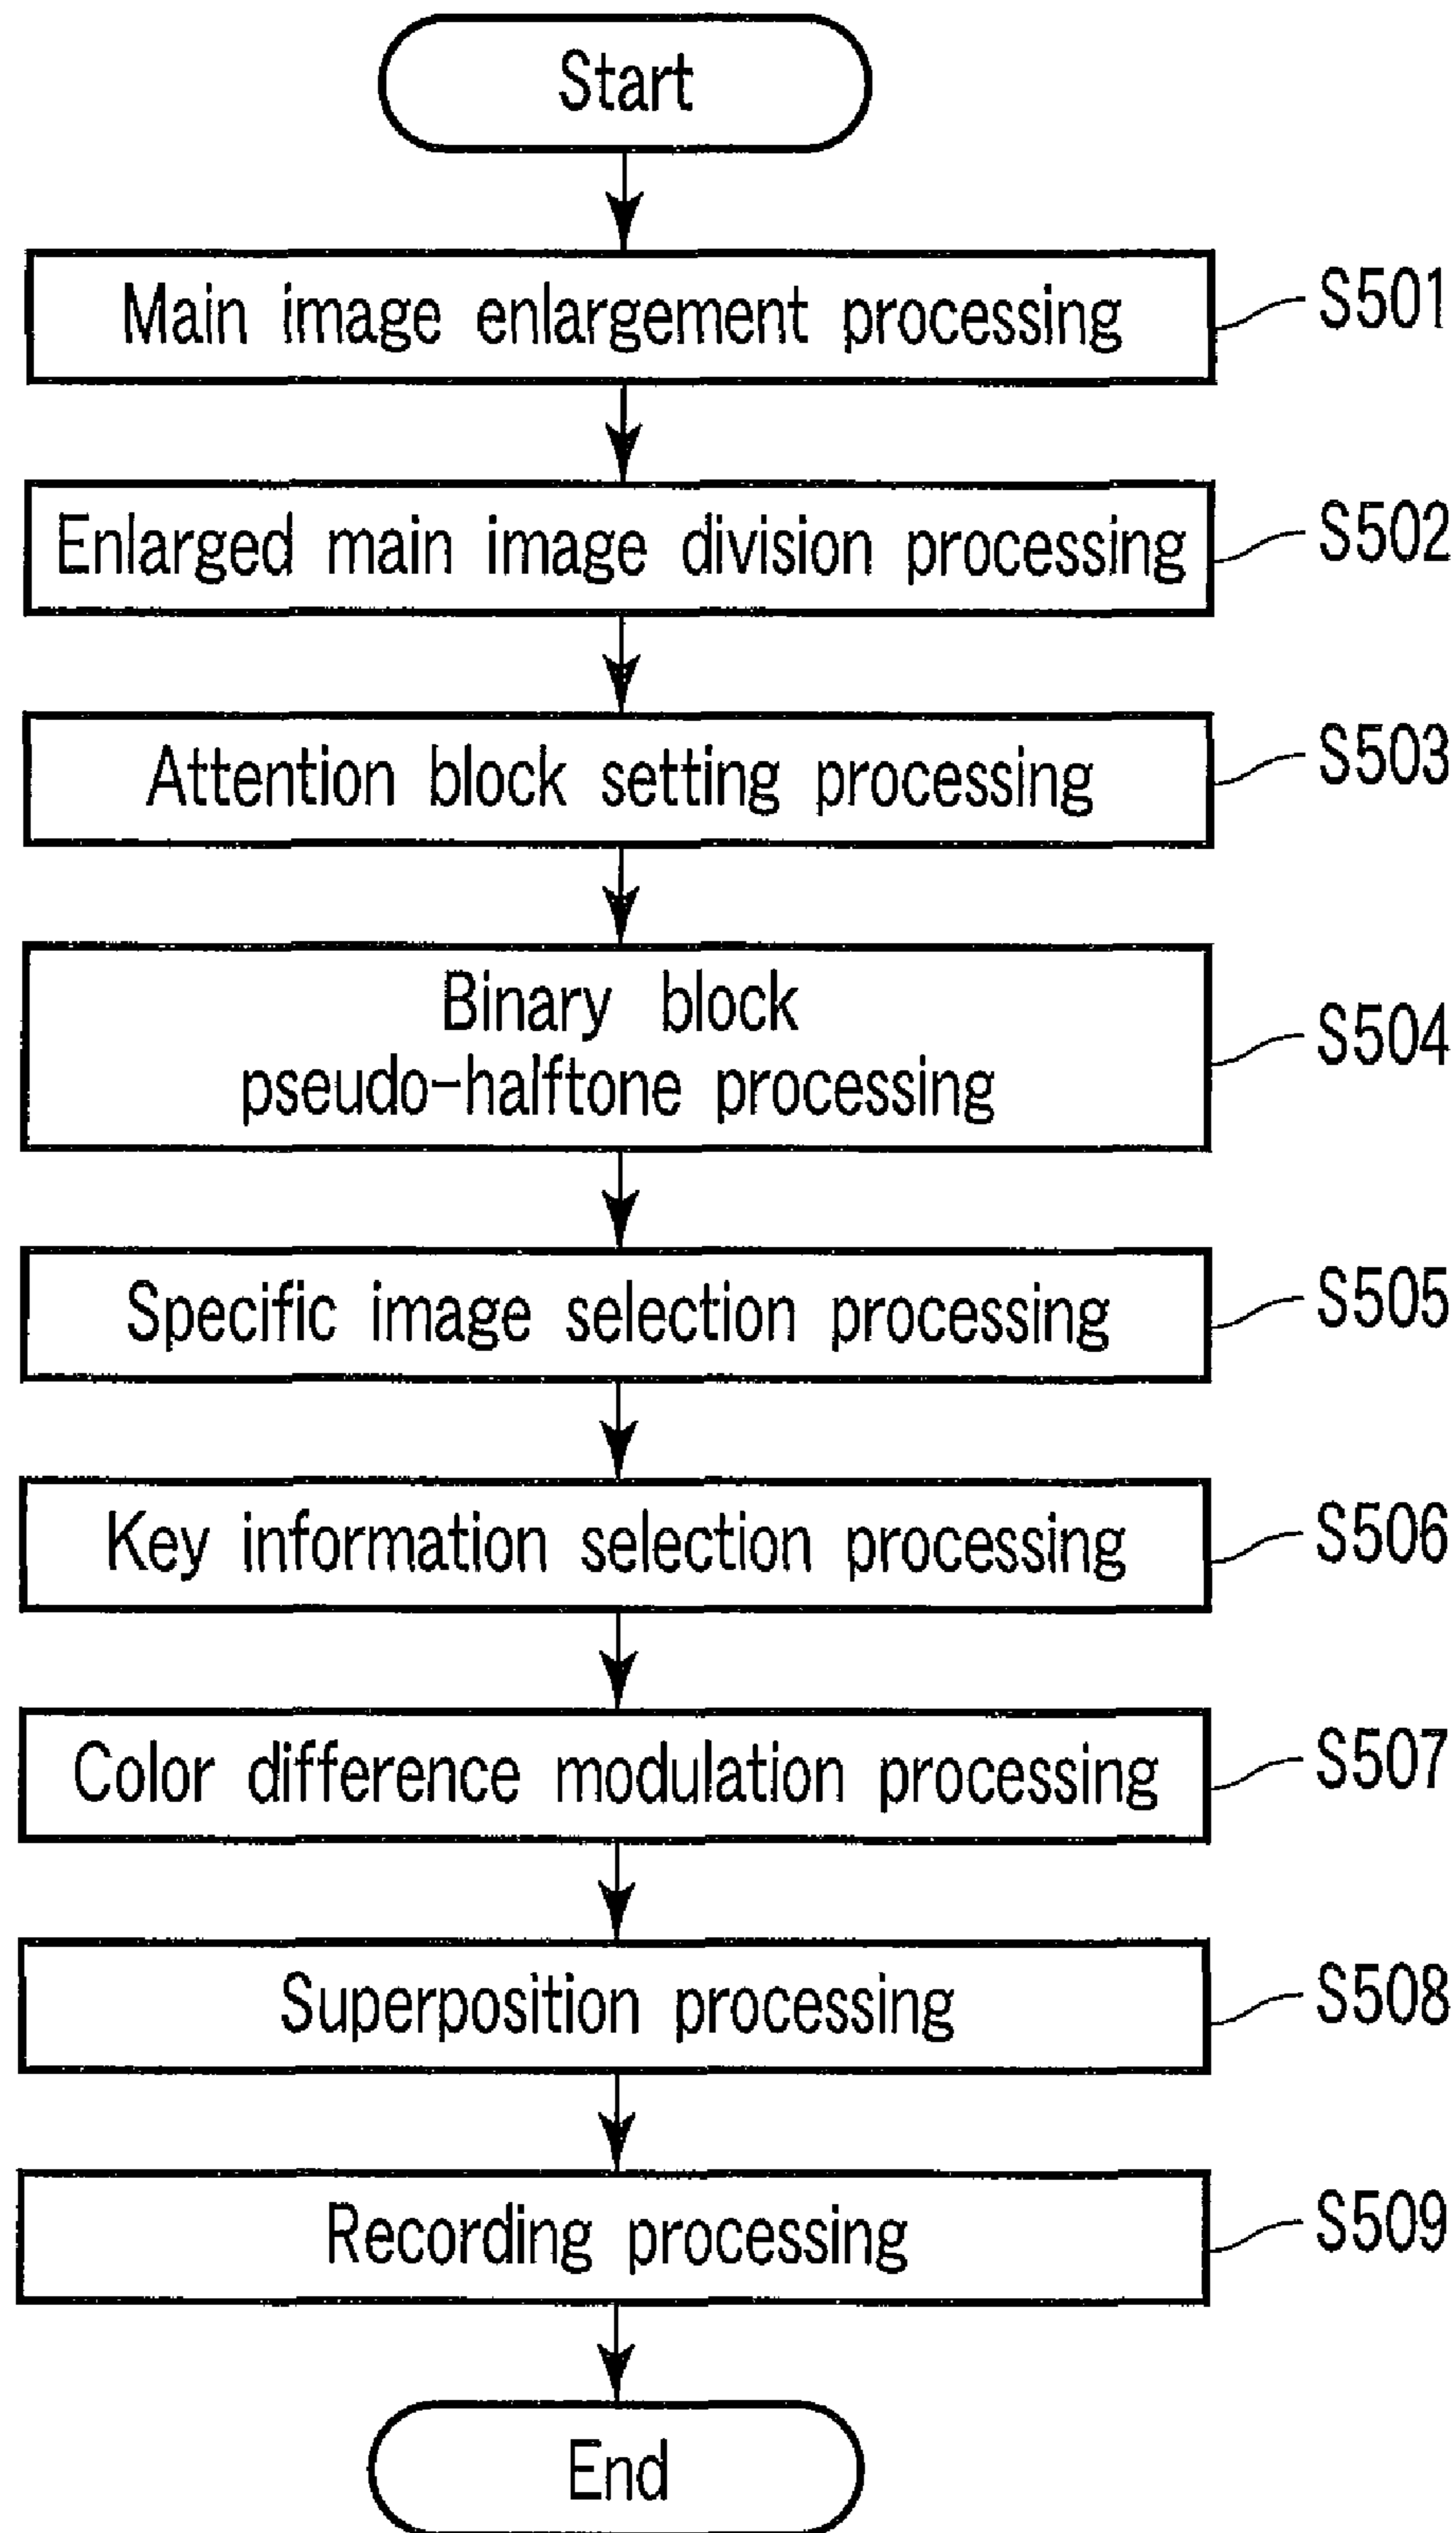 Start
Main image enlargement processing
S501
Enlarged main image division processing
S502
Attention block setting processing
S503
Binary block
pseudo-halftone processing
S504
Specific image selection processing
S505
Key information selection processing
S506
Color difference modulation processing
S507
Superposition processing
S508
Recording processing
S509
End